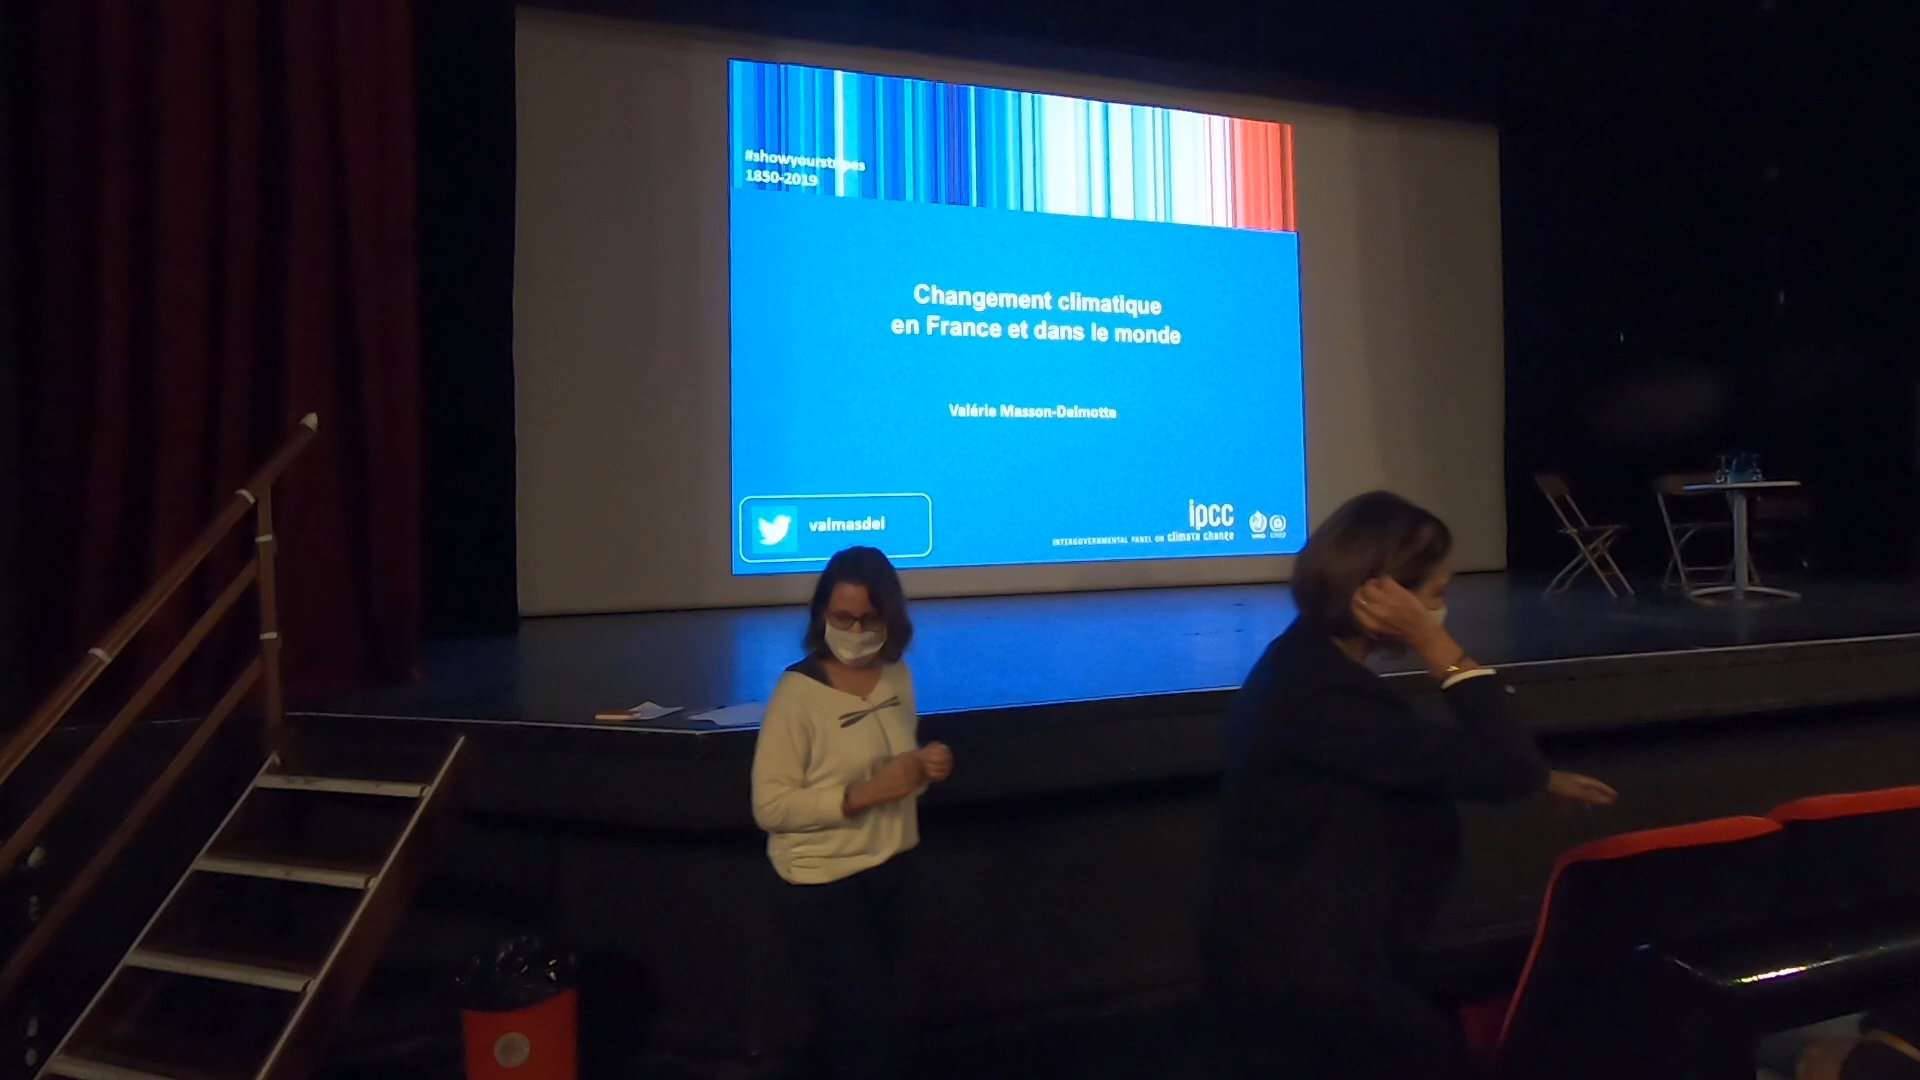 #showyourstripes
1850-2019
Changement climatique
en France et dans le monde
Valérie Masson-Delmotte
valmasdel
ipcc
INTERGOVERNMENTAL PANEL ON climate change